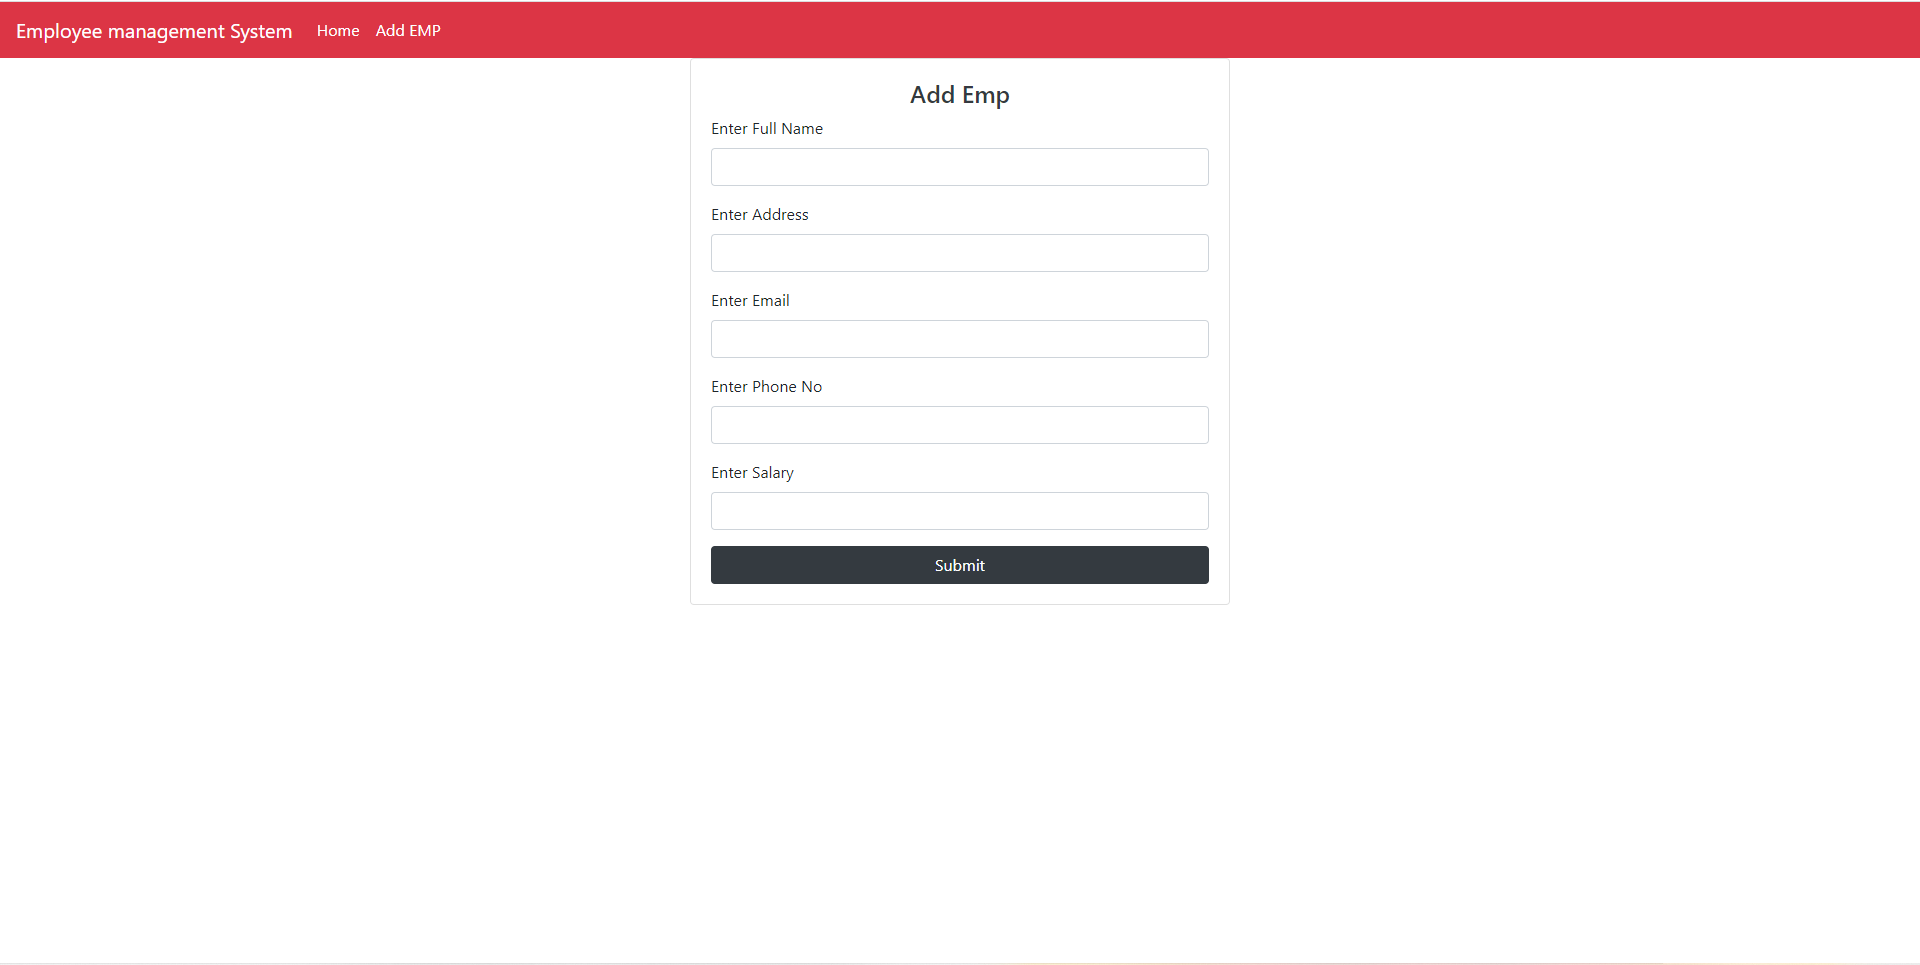 Employee management System Home Add EMP
Add Emp
Enter Full Name
Enter Address
Enter Email
Enter Phone No
Enter Salary
Submit